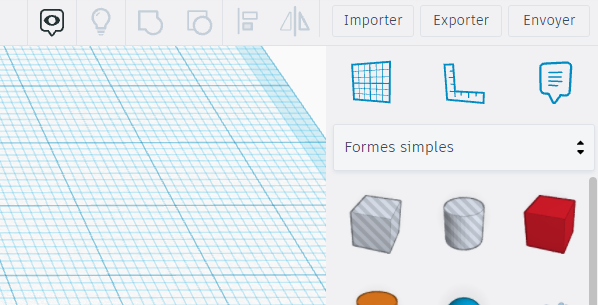 Importer
Exporter
Envoyer
Formes simples